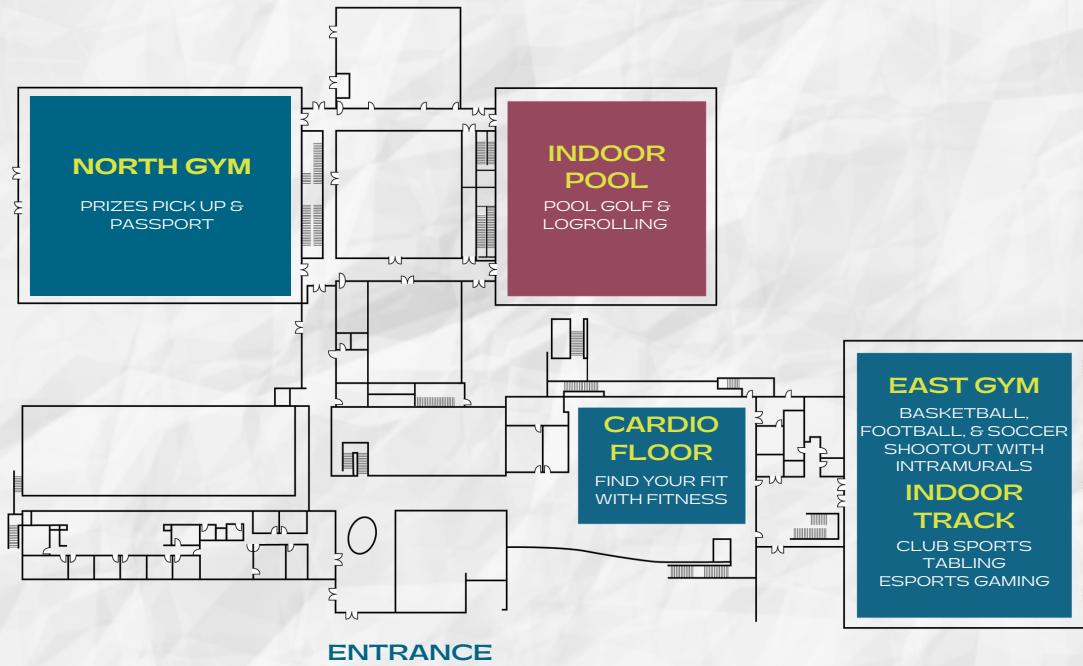 NORTH GYM
PRIZES PICK UP &
PASSPORT
INDOOR
POOL
POOL GOLF &
LOGROLLING
CARDIO
FLOOR
FIND YOUR FIT
WITH FITNESS
EAST GYM
BASKETBALL,
FOOTBALL, & SOCCER
SHOOTOUT WITH
INTRAMURALS
INDOOR
TRACK
CLUB SPORTS
TABLING
ESPORTS GAMING
ENTRANCE